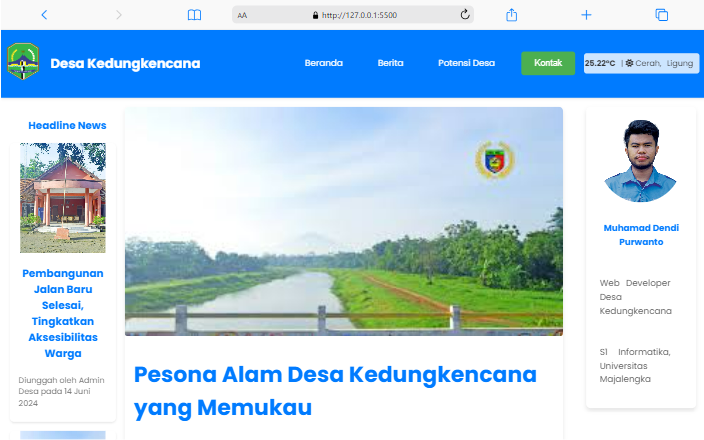 AA
http://127.0.0.1:5500
Desa Kedungkencana
Beranda
Berita
Potensi Desa
Kontak
25.22°C | Cerah, Ligung
Headline News
Pembangunan
Jalan Baru
Selesai,
Tingkatkan
Aksesibilitas
Warga
Diunggah oleh Admin
Desa pada 14 Juni
2024
Pesona Alam Desa Kedungkencana
yang Memukau
Muhamad Dendi
Purwanto
Web Developer
Desa
Kedungkencana
S1 Informatika,
Universitas
Majalengka